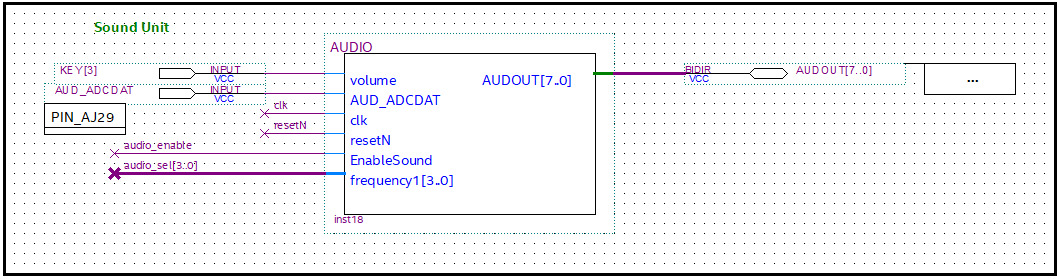 Sound Unit
AUDIO
KEY[3]
INPUT
VCC
AUD_ADCDAT
INPUT
VCC
PIN_AJ29
clk
resetN
audio_enable
audio_sel[3..0]
volume
AUD_ADCDAT
clk
resetN
EnableSound
frequency1[3..0]
AUDOUT[7..0]
inst18
BIDIR
VCC
AUDOUT[7..0]
...